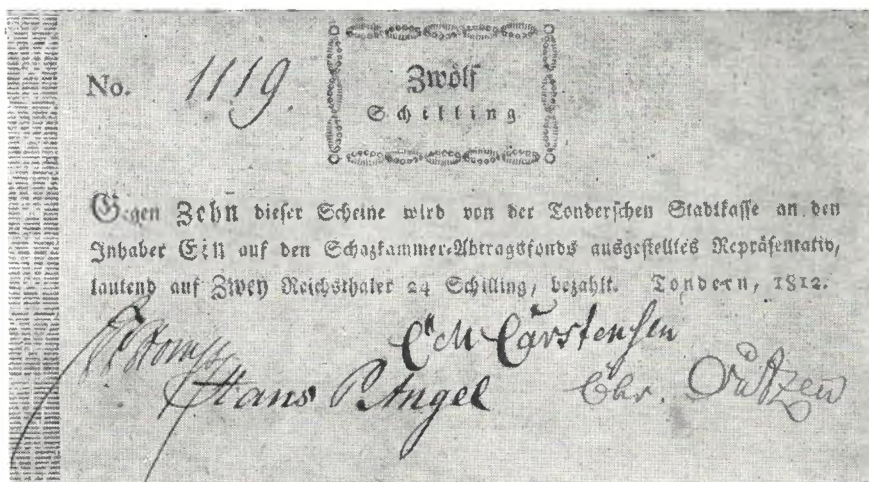 No. 1119.
Zwölf
Schilling
Gegen Zehn dieser Scheine wird von der Tonderschen Stadtkasse an den
Inhaber Ein auf den Schazkammer-Abtragsfonds ausgestelltes Repräsentativ,
lautend auf Zwey Reichsthaler 24 Schilling, bezahlt. Tondern, 1812.
C M Carstensen
Hans P. Angel Chr.